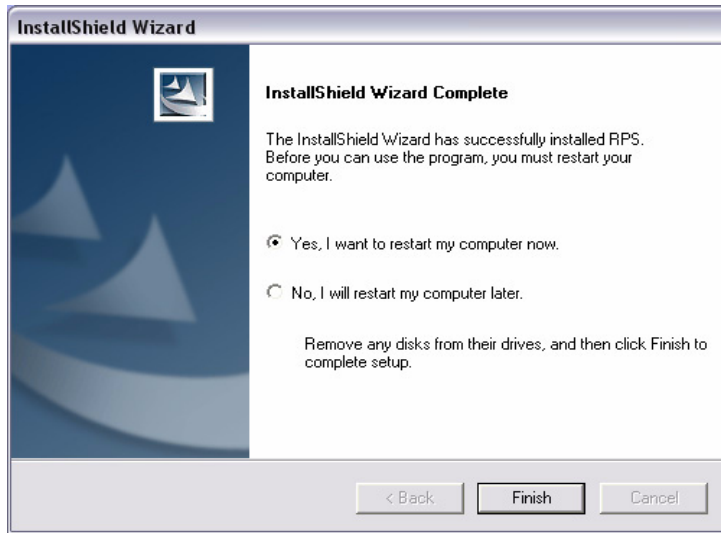 InstallShield Wizard
InstallShield Wizard Complete
The InstallShield Wizard has successfully installed RPS.
Before you can use the program, you must restart your
computer.
Yes, I want to restart my computer now.
No, I will restart my computer later.
Remove any disks from their drives, and then click Finish to
complete setup.
< Back Finish Cancel